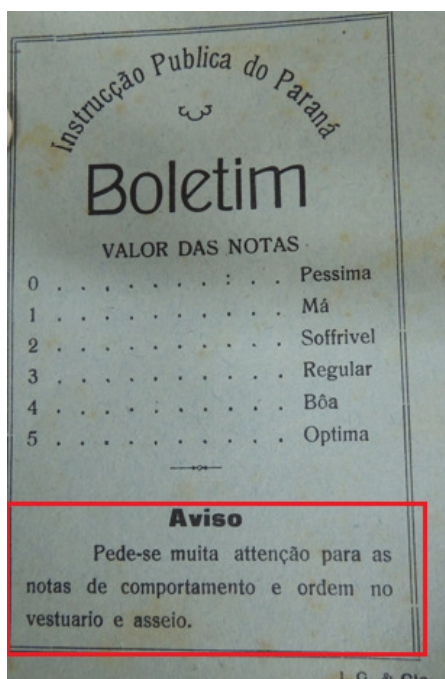 Instrucção Publica do Paraná
Boletim
VALOR DAS NOTAS
0 . . . . . . : . . Pessima
1 . . . . . . . . . . Má
2 . . . . . . . . . . Soffrivel
3 . . . . . . . . . . Regular
4 . . . . . . . . . . Bôa
5 . . . . . . . . . . Optima
Aviso
Pede-se muita attenção para as
notas de comportamento e ordem no
vestuario e asseio.